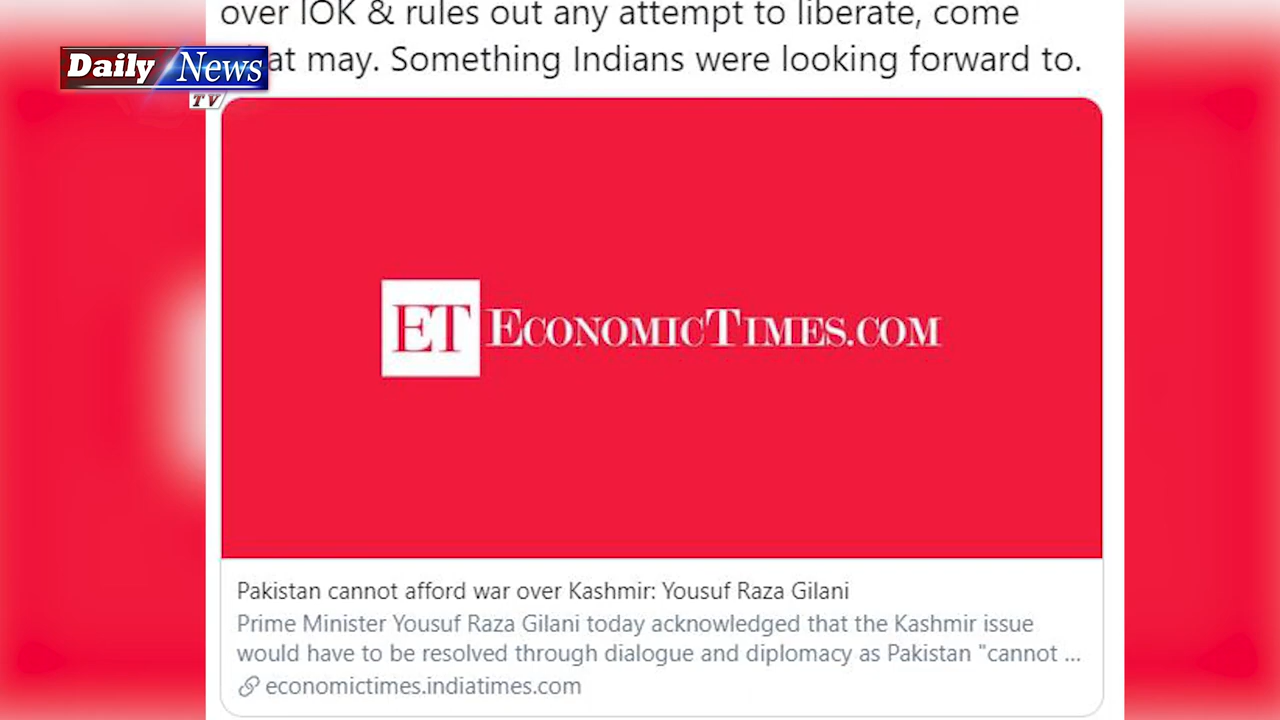 over IOK & rules out any attempt to liberate, come
what may. Something Indians were looking forward to.
Daily News
TV
ET ECONOMICTIMES.COM
Pakistan cannot afford war over Kashmir: Yousuf Raza Gilani
Prime Minister Yousuf Raza Gilani today acknowledged that the Kashmir issue
would have to be resolved through dialogue and diplomacy as Pakistan "cannot ...
economictimes.indiatimes.com